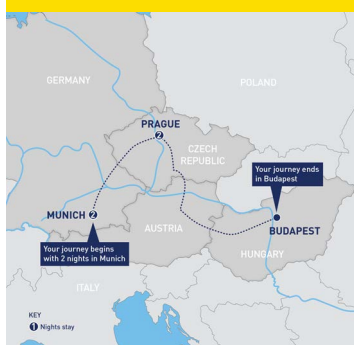 GERMANY
POLAND
PRAGUE
2
CZECH
REPUBLIC
Your journey ends
in Budapest
MUNICH 2
AUSTRIA
BUDAPEST
Your journey begins
with 2 nights in Munich
HUNGARY
ITALY
KEY
1 Nights stay